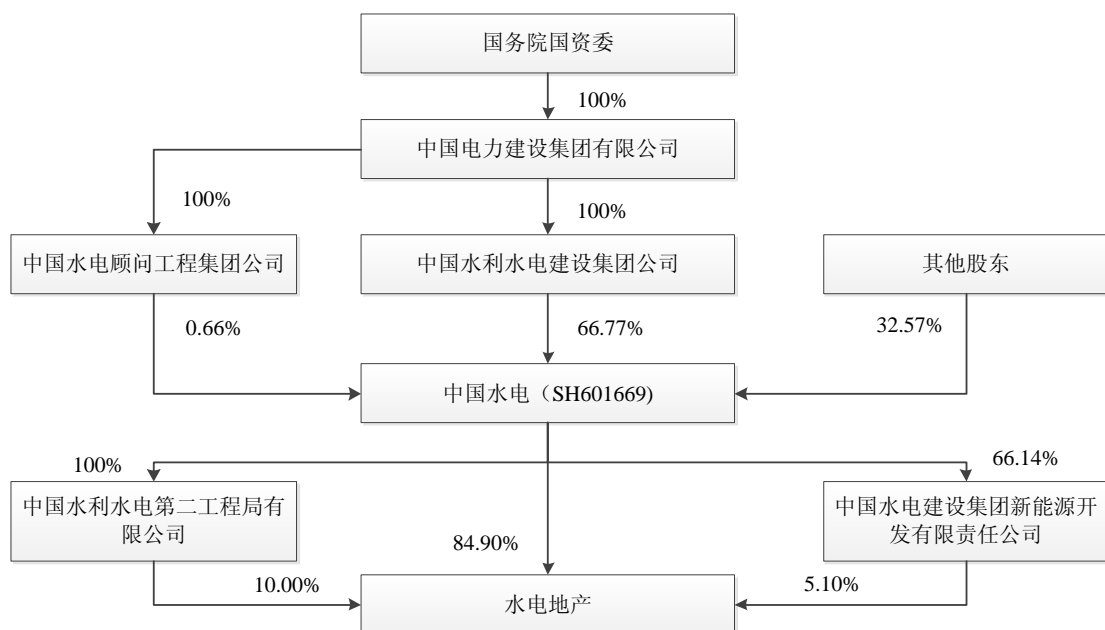 国务院国资委
100%
中国电力建设集团有限公司
100%
100%
中国水电顾问工程集团公司
中国水利水电建设集团公司
其他股东
0.66%
66.77%
32.57%
中国水电（SH601669)
100%
66.14%
中国水利水电第二工程局有
限公司
中国水电建设集团新能源开
发有限责任公司
84.90%
10.00%
5.10%
水电地产